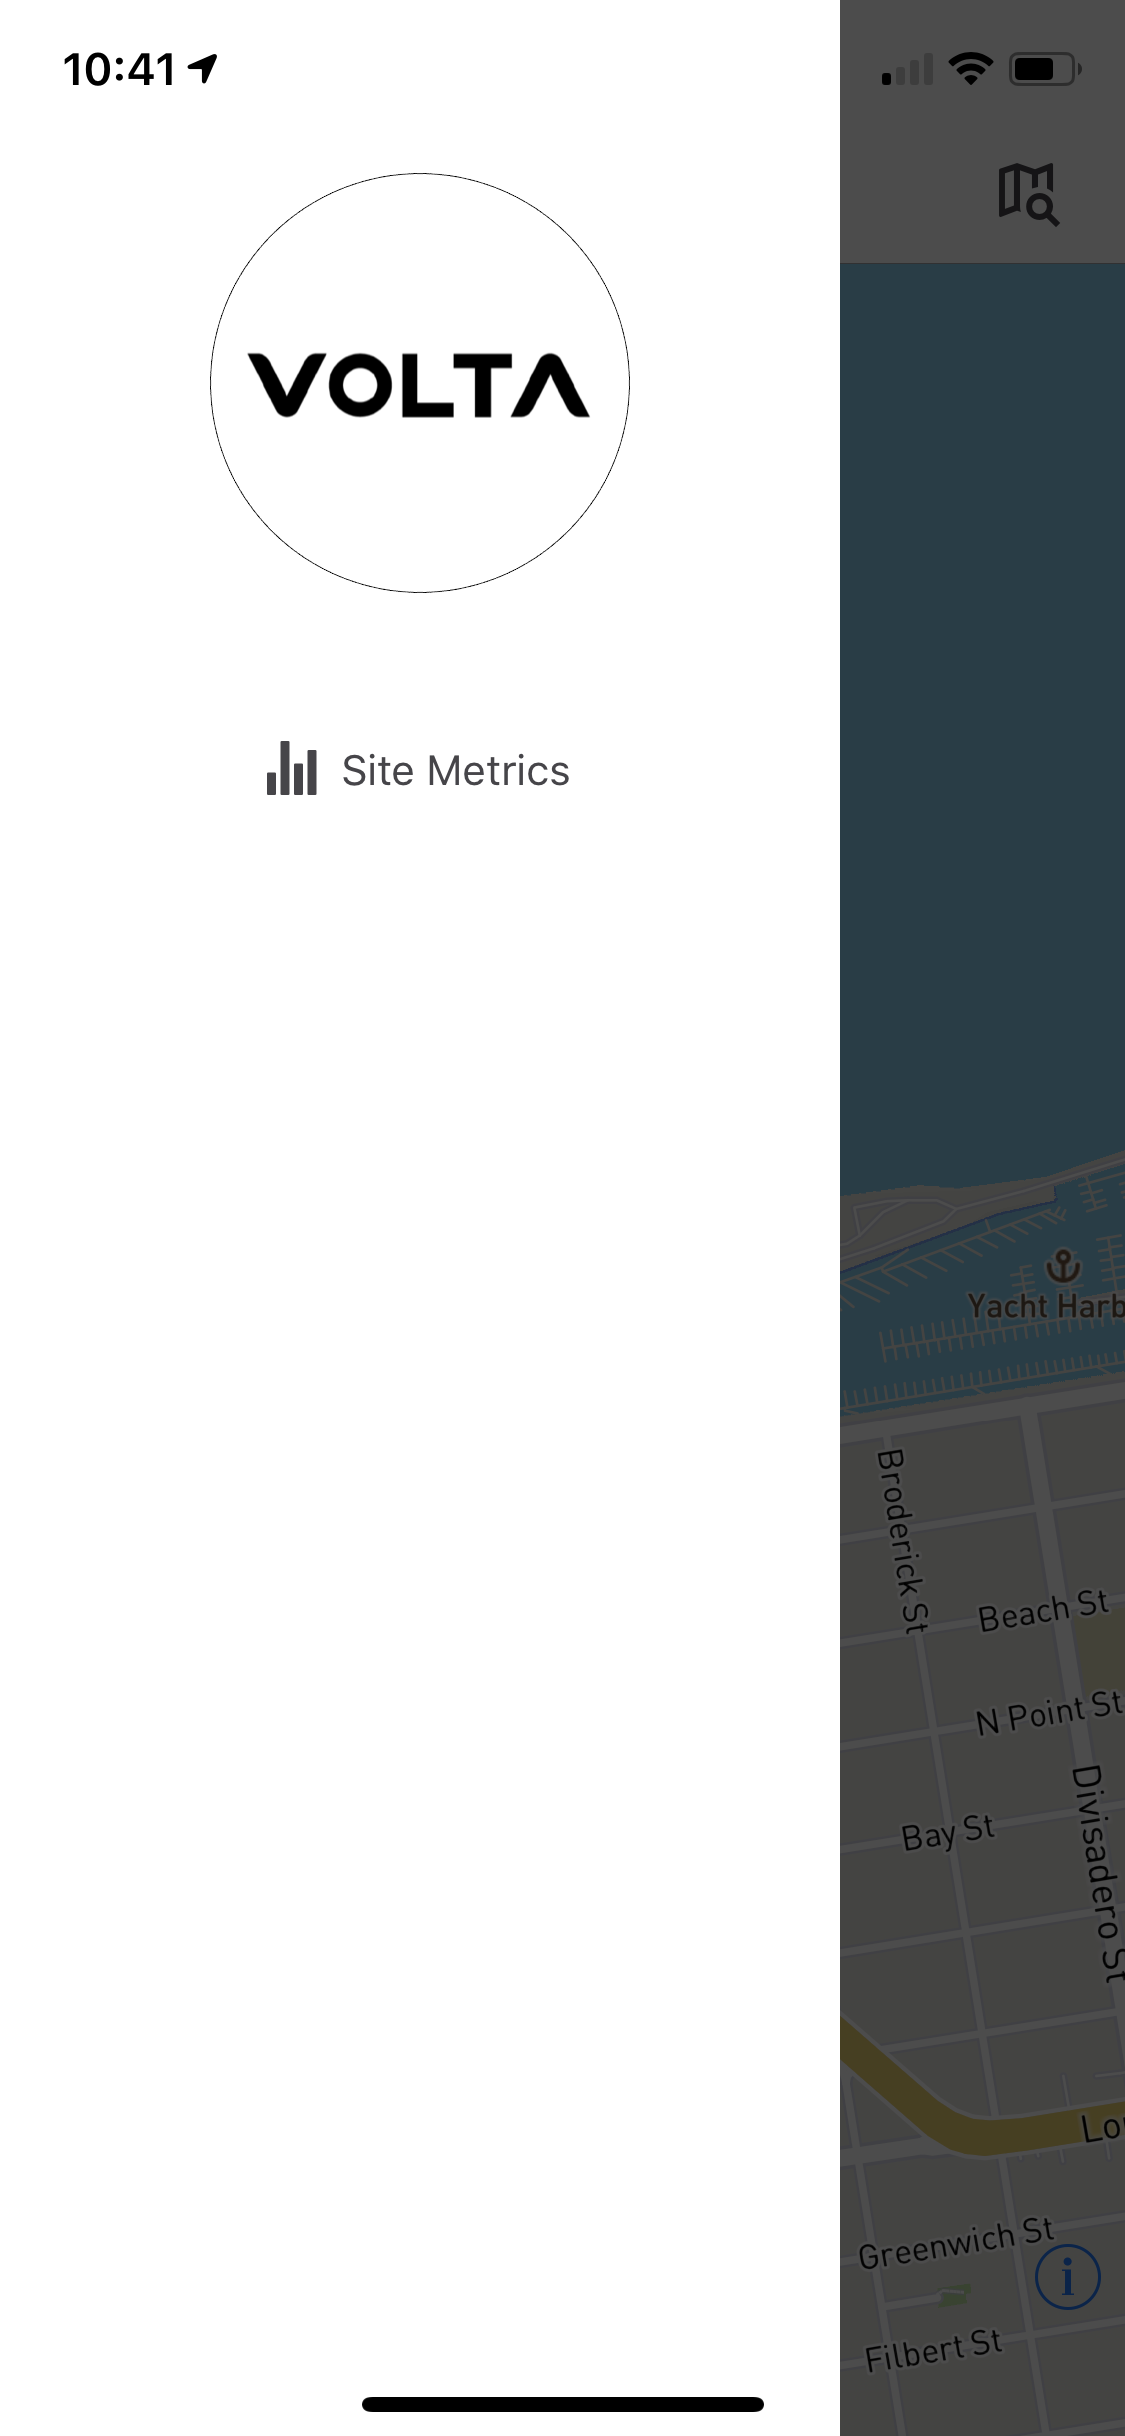 10:41
VOLTA
Site Metrics
Yacht Harb
Broderick St
Beach St
N Point St
Divisadero St
Bay St
Lo
Greenwich St
i
Filbert St